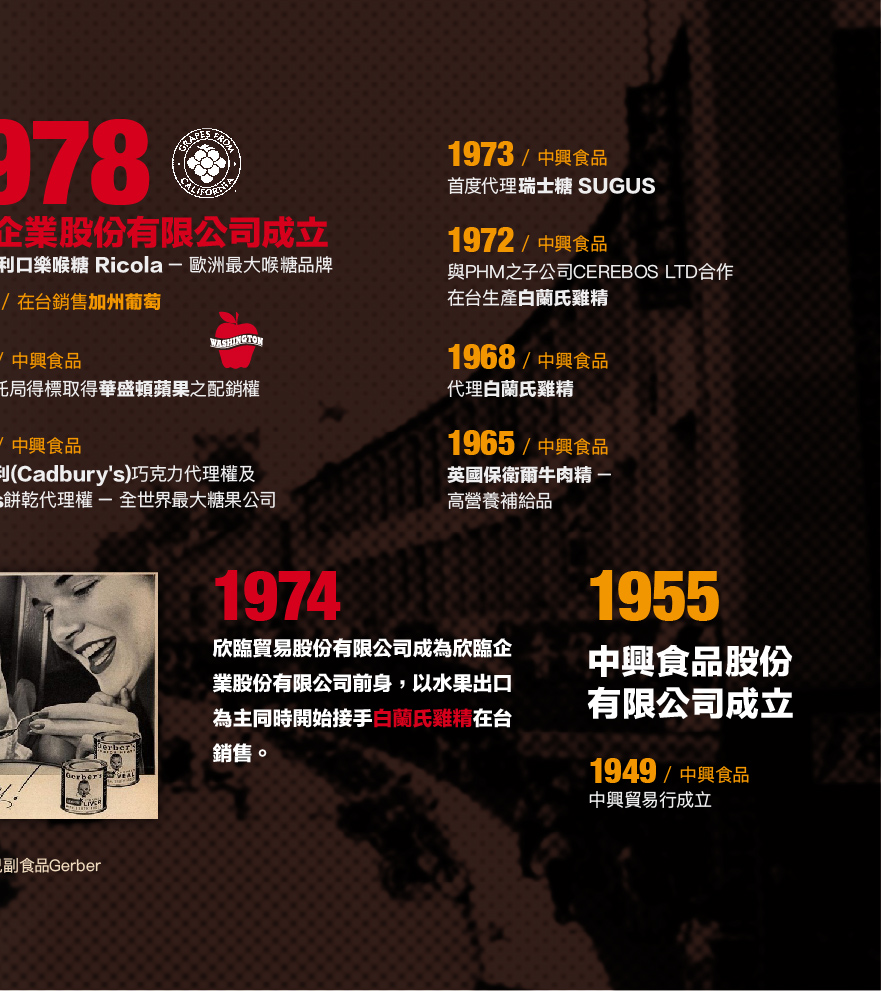 978
GRAPES FROM CALIFORNIA
企業股份有限公司成立
利口樂喉糖 Ricola － 歐洲最大喉糖品牌
/ 在台銷售加州葡萄
WASHINGTON
/ 中興食品
託局得標取得華盛頓蘋果之配銷權
/ 中興食品
利(Cadbury's)巧克力代理權及
s餅乾代理權 － 全世界最大糖果公司
1973 / 中興食品
首度代理瑞士糖 SUGUS
1972 / 中興食品
與PHM之子公司CEREBOS LTD合作
在台生產白蘭氏雞精
1968 / 中興食品
代理白蘭氏雞精
1965 / 中興食品
英國保衛爾牛肉精 －
高營養補給品
Gerber's
VEAL
Gerber's
LIVER
副食品Gerber
1974
欣臨貿易股份有限公司成為欣臨企
業股份有限公司前身，以水果出口
為主同時開始接手白蘭氏雞精在台
銷售。
1955
中興食品股份
有限公司成立
1949 / 中興食品
中興貿易行成立